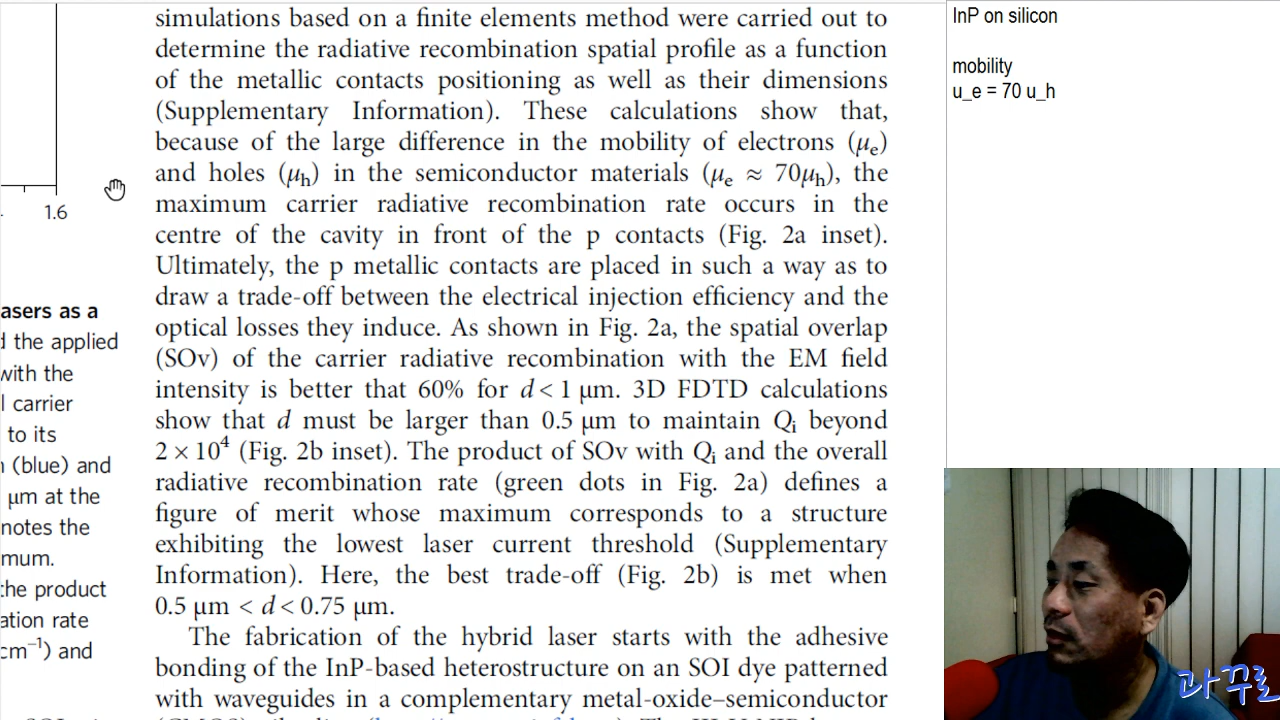 simulations based on a finite elements method were carried out to
determine the radiative recombination spatial profile as a function
of the metallic contacts positioning as well as their dimensions
(Supplementary Information). These calculations show that,
because of the large difference in the mobility of electrons (μe)
and holes (μh) in the semiconductor materials (μe ≈ 70μh), the
maximum carrier radiative recombination rate occurs in the
centre of the cavity in front of the p contacts (Fig. 2a inset).
Ultimately, the p metallic contacts are placed in such a way as to
draw a trade-off between the electrical injection efficiency and the
optical losses they induce. As shown in Fig. 2a, the spatial overlap
(SOv) of the carrier radiative recombination with the EM field
intensity is better that 60% for d < 1 μm. 3D FDTD calculations
show that d must be larger than 0.5 μm to maintain Qi beyond
2 × 10⁴ (Fig. 2b inset). The product of SOv with Qi and the overall
radiative recombination rate (green dots in Fig. 2a) defines a
figure of merit whose maximum corresponds to a structure
exhibiting the lowest laser current threshold (Supplementary
Information). Here, the best trade-off (Fig. 2b) is met when
0.5 μm < d < 0.75 μm.
The fabrication of the hybrid laser starts with the adhesive
bonding of the InP-based heterostructure on an SOI dye patterned
with waveguides in a complementary metal-oxide–semiconductor
1.6
asers as a
d the applied
with the
l carrier
to its
(blue) and
μm at the
notes the
mum.
the product
ation rate
cm⁻¹) and
InP on silicon
mobility
u_e = 70 u_h
과꾸로